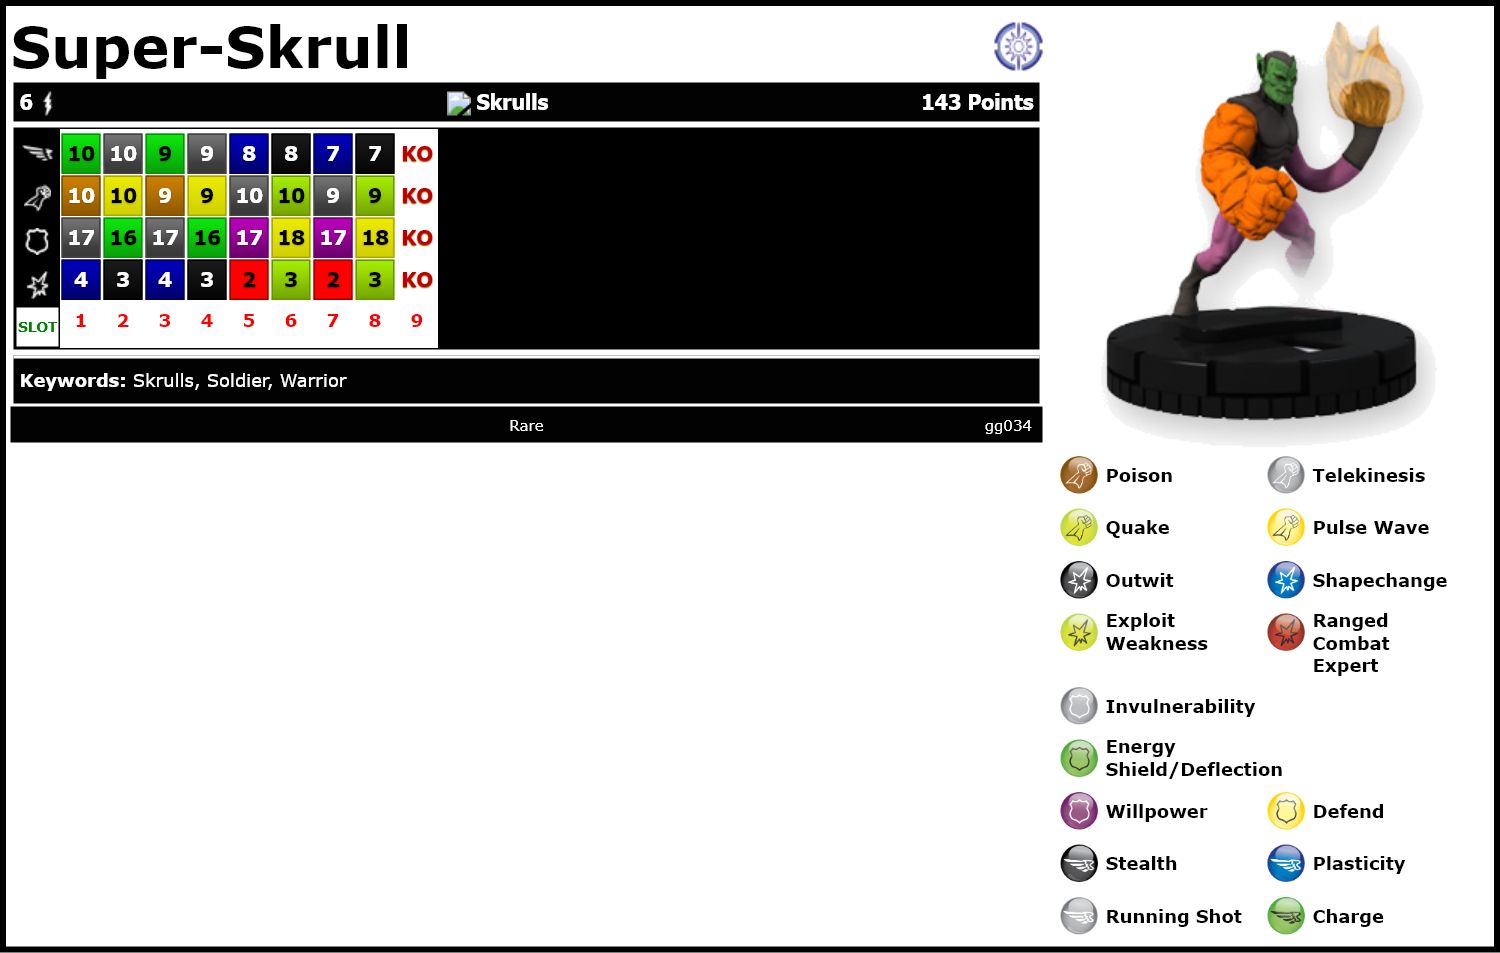 Super-Skrull
6 Skrulls 143 Points
10 10 9 9 8 8 7 7 KO
10 10 9 9 10 10 9 9 KO
17 16 17 16 17 18 17 18 KO
4 3 4 3 2 3 2 3 KO
SLOT 1 2 3 4 5 6 7 8 9
Keywords: Skrulls, Soldier, Warrior
Rare gg034
Poison Telekinesis
Quake Pulse Wave
Outwit Shapechange
Exploit
Weakness
Ranged
Combat
Expert
Invulnerability
Energy
Shield/Deflection
Willpower Defend
Stealth Plasticity
Running Shot Charge